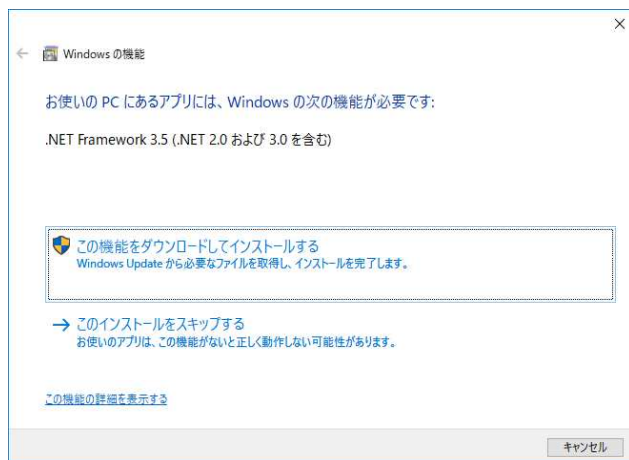 Windows の機能
お使いの PC にあるアプリには、Windows の次の機能が必要です:
.NET Framework 3.5 (.NET 2.0 および 3.0 を含む)
この機能をダウンロードしてインストールする
Windows Update から必要なファイルを取得し、インストールを完了します。
このインストールをスキップする
お使いのアプリは、この機能がないと正しく動作しない可能性があります。
この機能の詳細を表示する
キャンセル